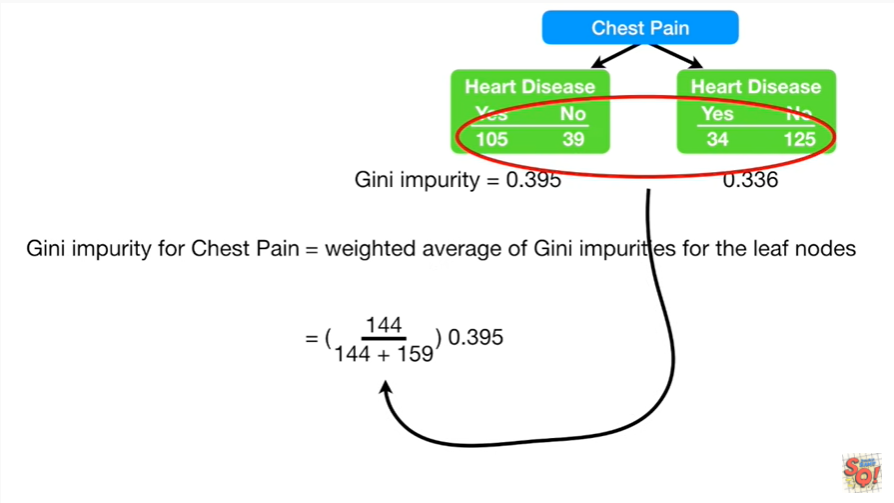 Chest Pain
Heart Disease
Yes No
105 39
Heart Disease
Yes No
34 125
Gini impurity = 0.395
0.336
Gini impurity for Chest Pain = weighted average of Gini impurities for the leaf nodes
= ( 144
144 + 159 ) 0.395
SQ!